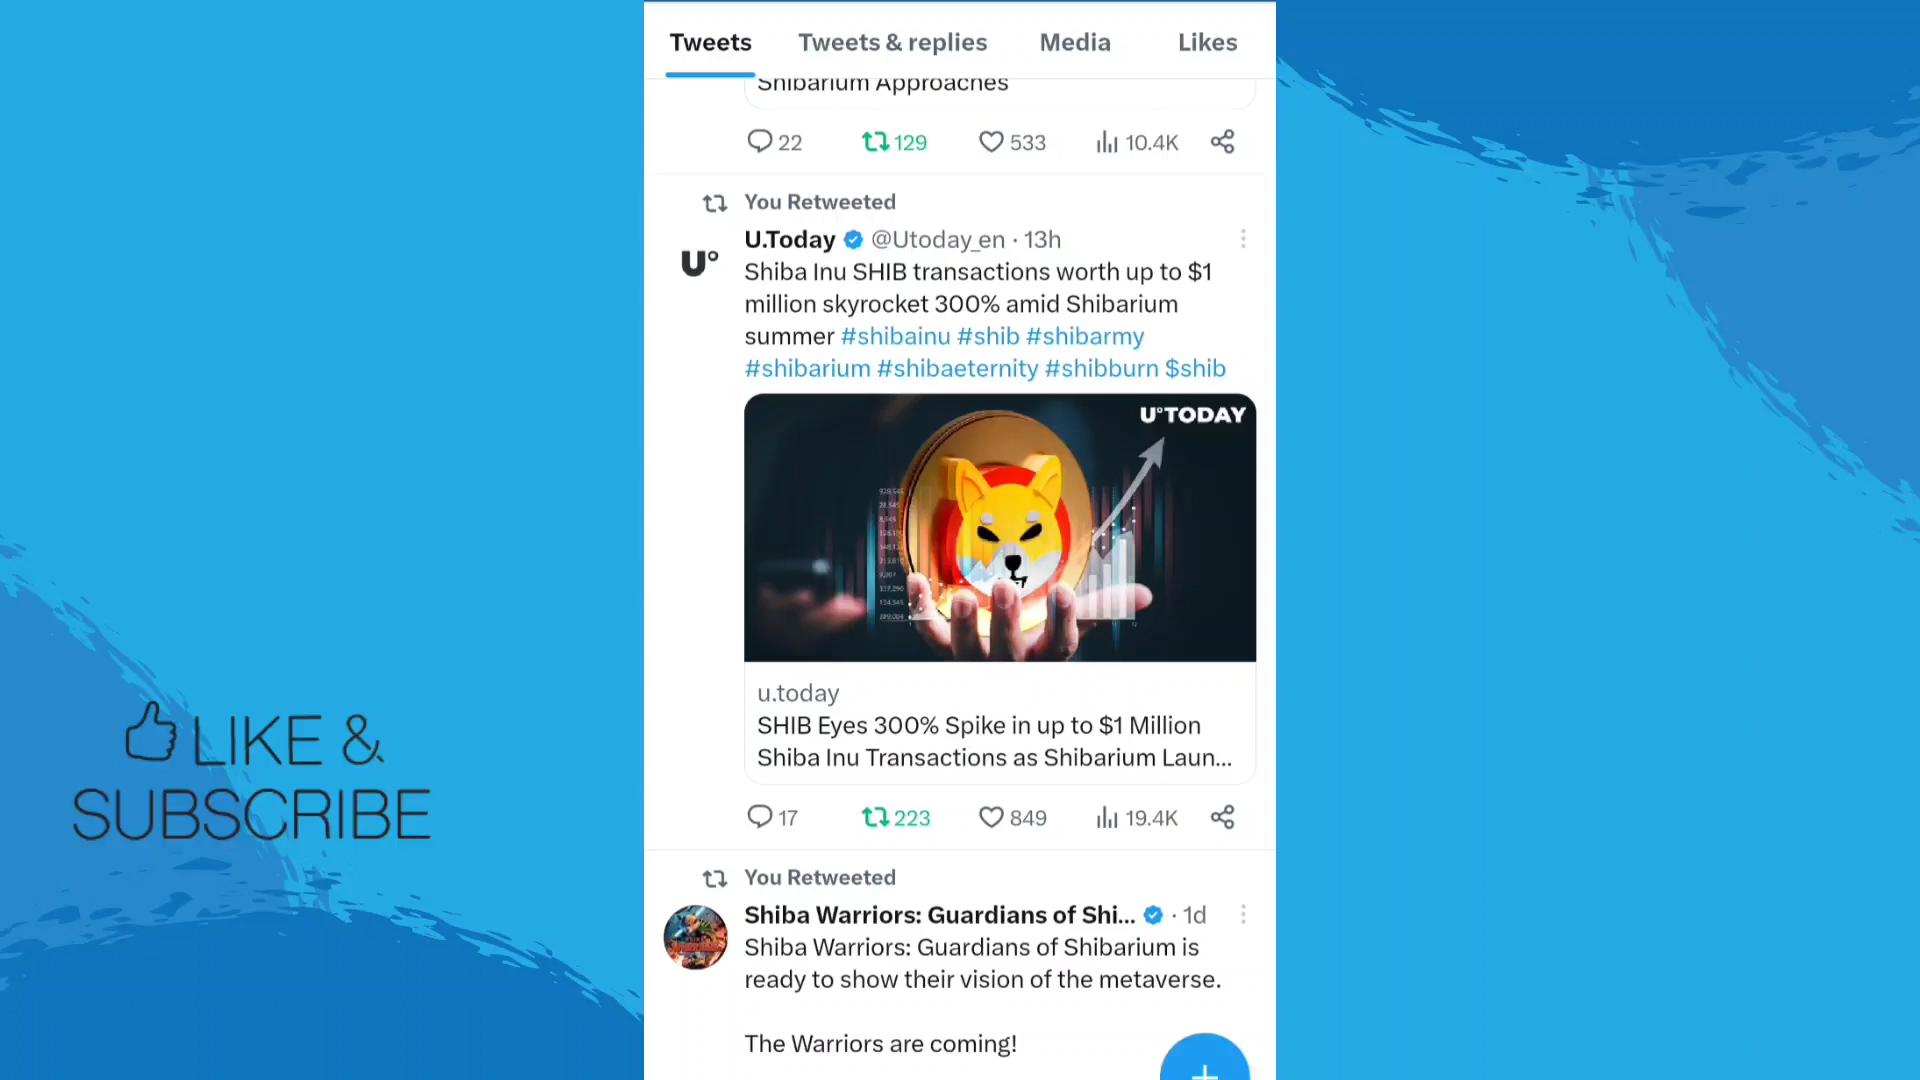 Tweets Tweets & replies Media Likes
Shibarium Approaches
22 129 533 10.4K
You Retweeted
U.Today @Utoday_en · 13h
Shiba Inu SHIB transactions worth up to $1
million skyrocket 300% amid Shibarium
summer #shibainu #shib #shibarmy
#shibarium #shibaeternity #shibburn $shib
U°TODAY
u.today
SHIB Eyes 300% Spike in up to $1 Million
Shiba Inu Transactions as Shibarium Laun...
17 223 849 19.4K
You Retweeted
Shiba Warriors: Guardians of Shi... · 1d
Shiba Warriors: Guardians of Shibarium is
ready to show their vision of the metaverse.
The Warriors are coming!
LIKE &
SUBSCRIBE